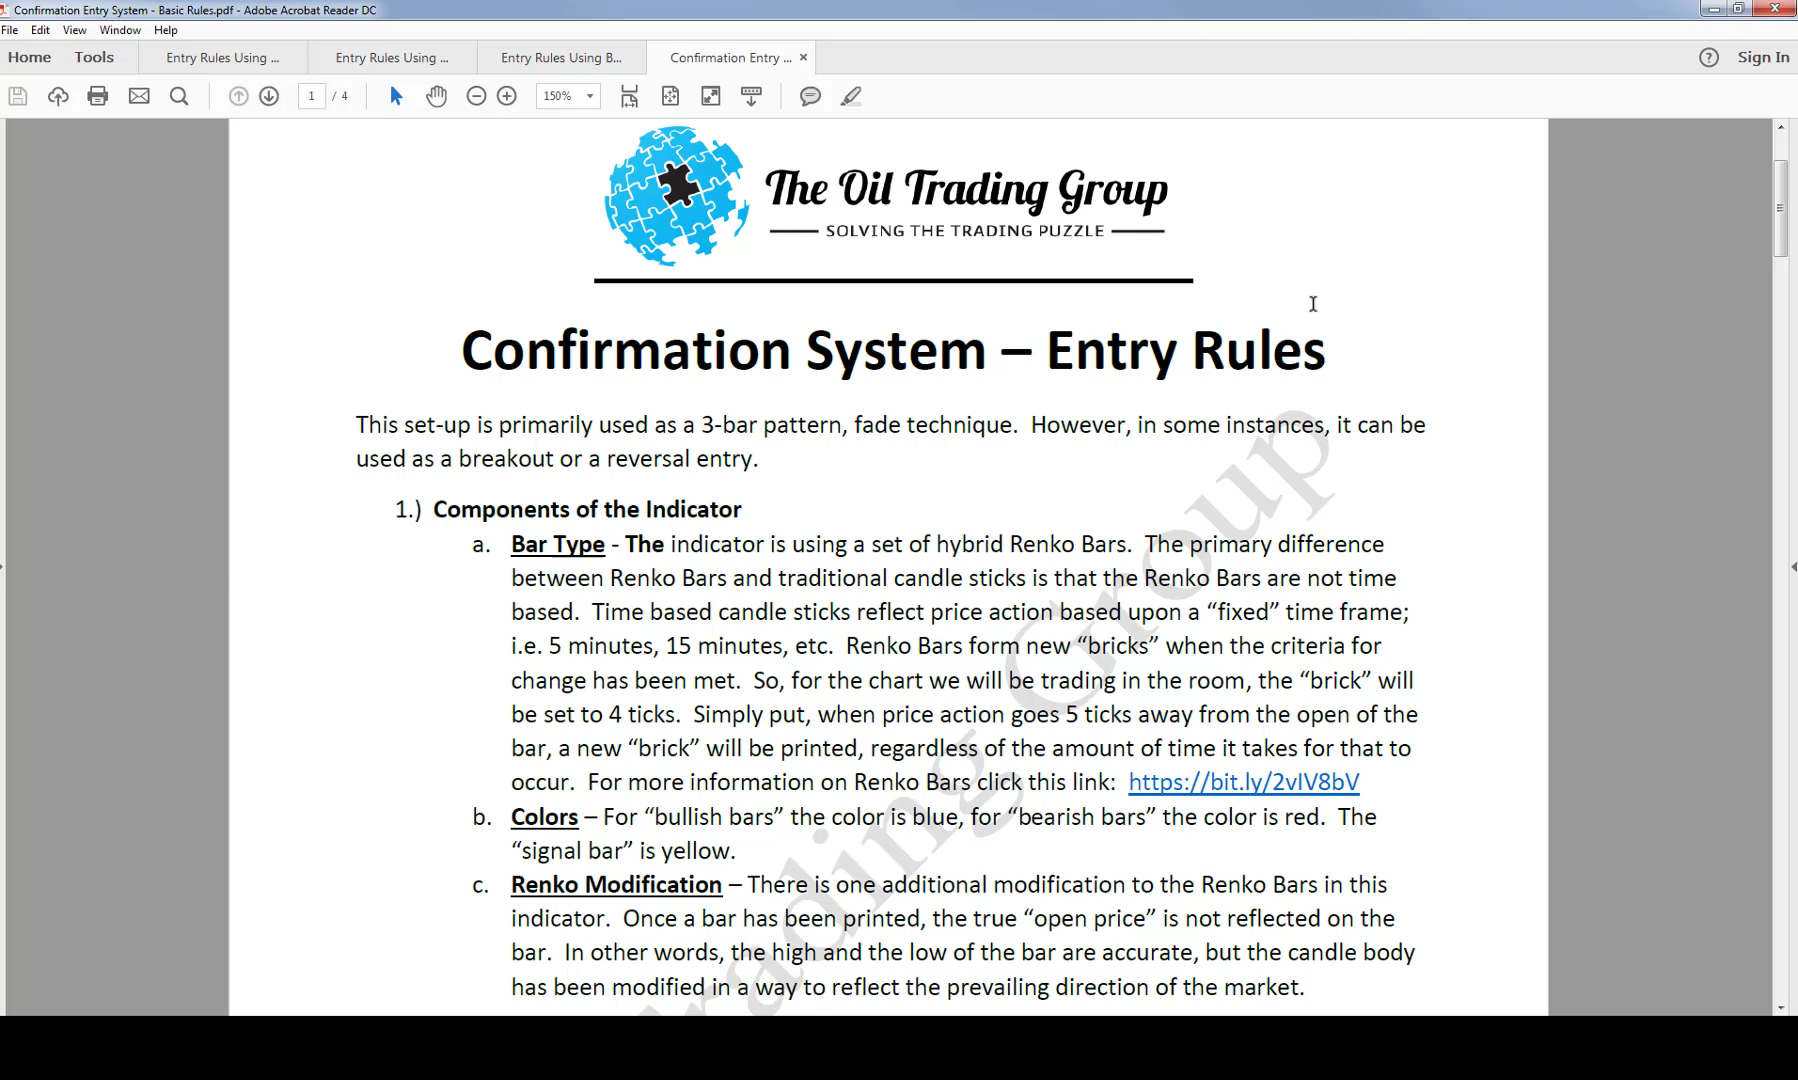 Confirmation Entry System - Basic Rules.pdf - Adobe Acrobat Reader DC
File Edit View Window Help
Home Tools Entry Rules Using ... Entry Rules Using ... Entry Rules Using B... Confirmation Entry ... × ? Sign In
1 / 4 150%
The Oil Trading Group
SOLVING THE TRADING PUZZLE
Confirmation System – Entry Rules
This set-up is primarily used as a 3-bar pattern, fade technique. However, in some instances, it can be
used as a breakout or a reversal entry.
1.) Components of the Indicator
a. Bar Type - The indicator is using a set of hybrid Renko Bars. The primary difference
between Renko Bars and traditional candle sticks is that the Renko Bars are not time
based. Time based candle sticks reflect price action based upon a “fixed” time frame;
i.e. 5 minutes, 15 minutes, etc. Renko Bars form new “bricks” when the criteria for
change has been met. So, for the chart we will be trading in the room, the “brick” will
be set to 4 ticks. Simply put, when price action goes 5 ticks away from the open of the
bar, a new “brick” will be printed, regardless of the amount of time it takes for that to
occur. For more information on Renko Bars click this link: https://bit.ly/2vIV8bV
b. Colors – For “bullish bars” the color is blue, for “bearish bars” the color is red. The
“signal bar” is yellow.
c. Renko Modification – There is one additional modification to the Renko Bars in this
indicator. Once a bar has been printed, the true “open price” is not reflected on the
bar. In other words, the high and the low of the bar are accurate, but the candle body
has been modified in a way to reflect the prevailing direction of the market.
rading Group